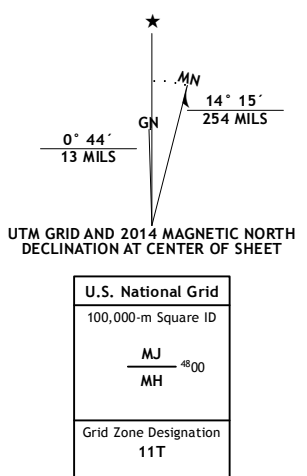 ★
MN
GN
14° 15´
254 MILS
0° 44´
13 MILS
UTM GRID AND 2014 MAGNETIC NORTH
DECLINATION AT CENTER OF SHEET
U.S. National Grid
100,000-m Square ID
MJ
4800
MH
Grid Zone Designation
11T